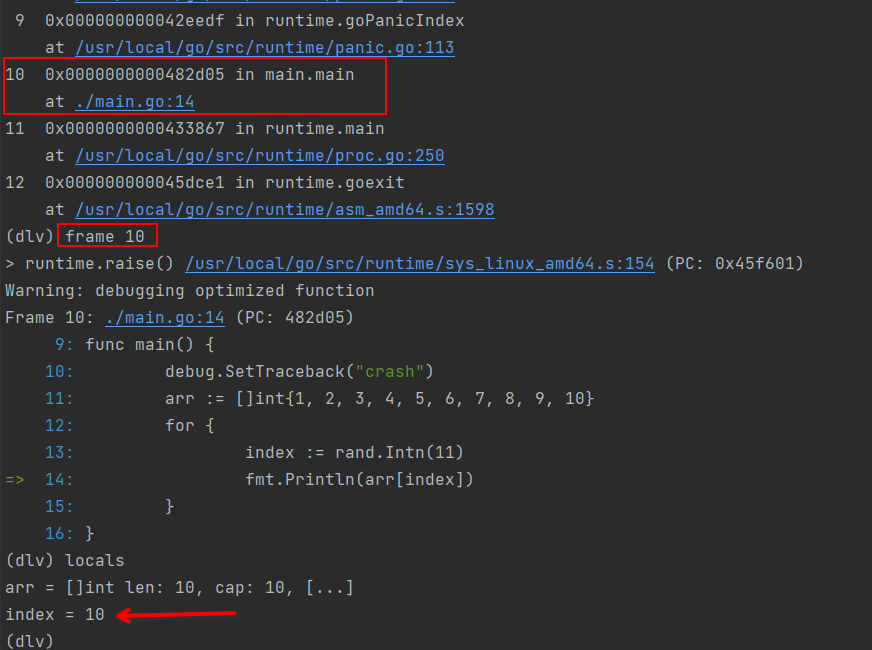 9  0x000000000042eedf in runtime.goPanicIndex
    at /usr/local/go/src/runtime/panic.go:113
10  0x0000000000482d05 in main.main
    at ./main.go:14
11  0x0000000000433867 in runtime.main
    at /usr/local/go/src/runtime/proc.go:250
12  0x000000000045dce1 in runtime.goexit
    at /usr/local/go/src/runtime/asm_amd64.s:1598
(dlv) frame 10
> runtime.raise() /usr/local/go/src/runtime/sys_linux_amd64.s:154 (PC: 0x45f601)
Warning: debugging optimized function
Frame 10: ./main.go:14 (PC: 482d05)
     9: func main() {
    10:         debug.SetTraceback("crash")
    11:         arr := []int{1, 2, 3, 4, 5, 6, 7, 8, 9, 10}
    12:         for {
    13:                 index := rand.Intn(11)
=>  14:                 fmt.Println(arr[index])
    15:         }
    16: }
(dlv) locals
arr = []int len: 10, cap: 10, [...]
index = 10
(dlv)